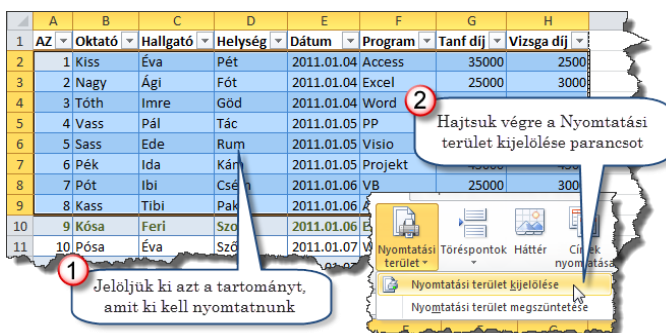 A B C D E F G H
1 AZ Oktató Hallgató Helység Dátum Program Tanf díj Vizsga díj
2 1 Kiss Éva Pét 2011.01.04 Access 35000 2500
3 2 Nagy Ági Fót 2011.01.04 Excel 25000 3000
4 3 Tóth Imre Göd 2011.01.04 Word
5 4 Vass Pál Tác 2011.01.05 PP
6 5 Sass Ede Rum 2011.01.05 Visio
7 6 Pék Ida 2011.01.05 Projekt
8 7 Pót Ibi 2011.01.06 VB 25000
9 8 Kass Tibi Pak 2011.01.06
10 9 Kósa Feri Szo 2011.01.06
11 10 Pósa Éva Sző 2011.01.07
2
Hajtsuk végre a Nyomtatási
terület kijelölése parancsot
Nyomtatási Töréspontok Háttér
terület
Nyomtatási terület kijelölése
Nyomtatási terület megszüntetése
1
Jelöljük ki azt a tartományt,
amit ki kell nyomtatnunk